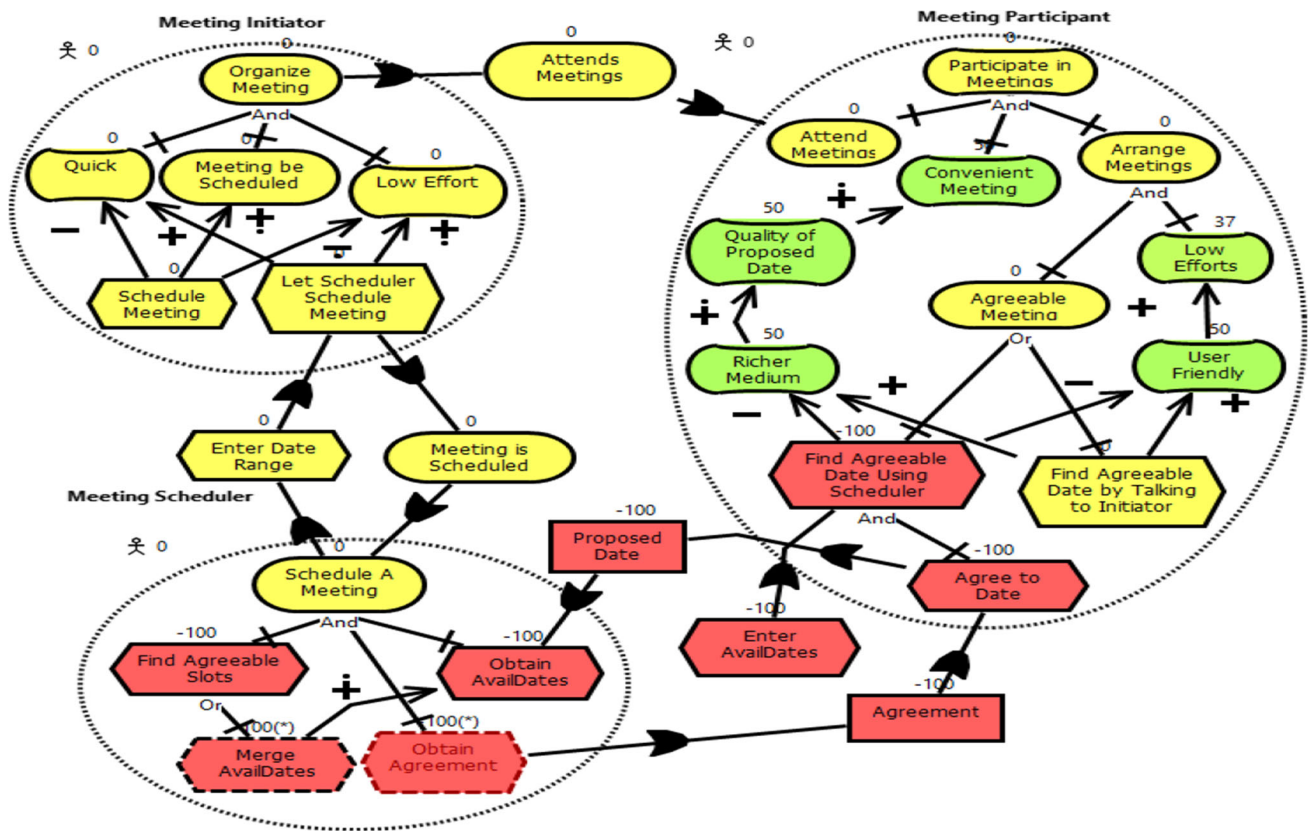 Meeting Initiator
0
0
Organize
Meeting
And
0
Quick
0
Meeting be
Scheduled
0
Low Effort
−
+
+
−
+
0
Schedule
Meeting
0
Let Scheduler
Schedule
Meeting
0
Attends
Meetings
Meeting Participant
0
0
Participate in
Meetings
And
0
Attend
Meetings
50
Convenient
Meeting
0
Arrange
Meetings
And
+
50
Quality of
Proposed
Date
37
Low
Efforts
0
Agreeable
Meeting
Or
+
+
50
Richer
Medium
50
User
Friendly
−
+
−
+
-100
Find Agreeable
Date Using
Scheduler
And
0
Find Agreeable
Date by Talking
to Initiator
0
Enter Date
Range
0
Meeting is
Scheduled
Meeting Scheduler
0
0
Schedule A
Meeting
And
-100
Proposed
Date
-100
Agree to
Date
-100
Enter
AvailDates
-100
Find Agreeable
Slots
Or
-100
Obtain
AvailDates
+
-100
Agreement
100(*)
Merge
AvailDates
-100(*)
Obtain
Agreement